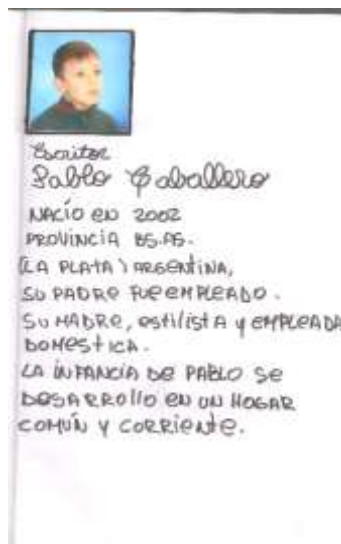 Escritor
Pablo Caballero
NACIO EN 2002
PROVINCIA BS.AS.
(LA PLATA) ARGENTINA,
SU PADRE FUE EMPLEADO.
SU MADRE, estilista y EMPLEADA
DOMESTICA.
LA INFANCIA DE PABLO SE
DESARROllO EN UN HOGAR
COMÚN Y CORRIENTE.